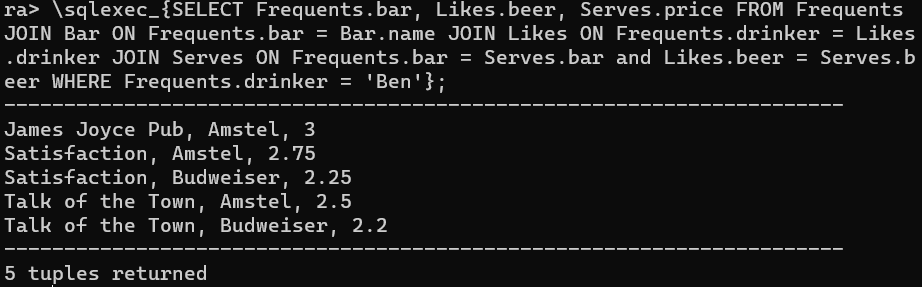 ra> \sqlexec_{SELECT Frequents.bar, Likes.beer, Serves.price FROM Frequents
JOIN Bar ON Frequents.bar = Bar.name JOIN Likes ON Frequents.drinker = Likes
.drinker JOIN Serves ON Frequents.bar = Serves.bar and Likes.beer = Serves.b
eer WHERE Frequents.drinker = 'Ben'};
----------------------------------------------------------------------
James Joyce Pub, Amstel, 3
Satisfaction, Amstel, 2.75
Satisfaction, Budweiser, 2.25
Talk of the Town, Amstel, 2.5
Talk of the Town, Budweiser, 2.2
----------------------------------------------------------------------
5 tuples returned